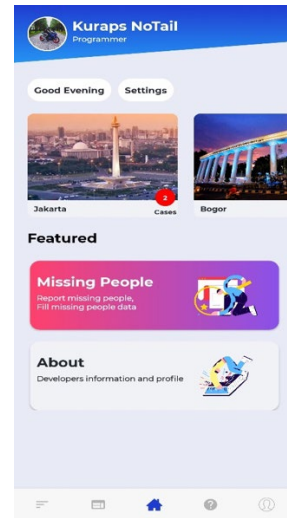 Kuraps NoTail
Programmer
Good Evening
Settings
Jakarta
2
Cases
Bogor
Featured
Missing People
Report missing people,
Fill missing people data
About
Developers information and profile